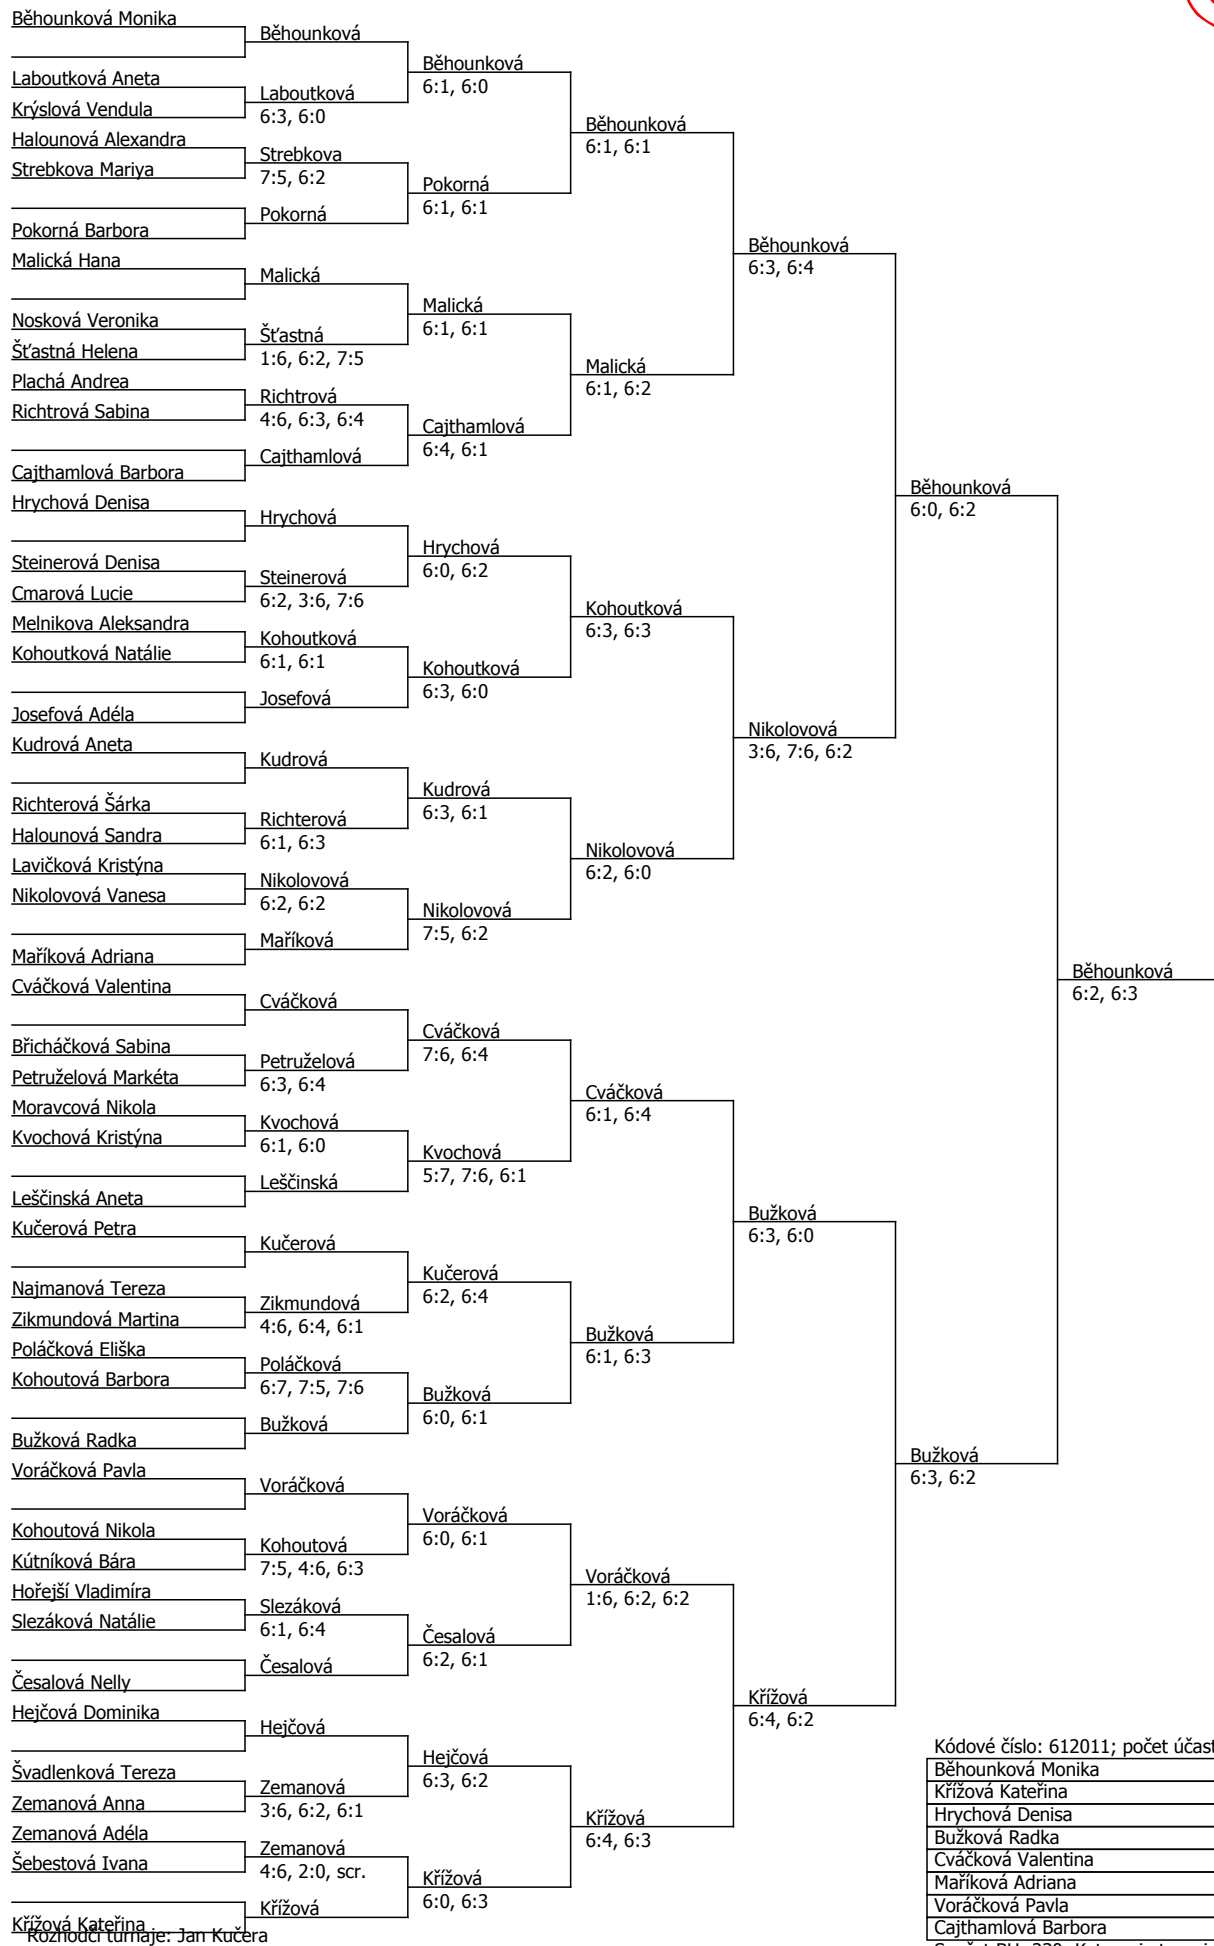 Běhounková Monika
Laboutková Aneta
Krýslová Vendula
Halounová Alexandra
Strebkova Mariya
Pokorná Barbora
Malická Hana
Nosková Veronika
Šťastná Helena
Plachá Andrea
Richtrová Sabina
Cajthamlová Barbora
Hrychová Denisa
Steinerová Denisa
Cmarová Lucie
Melnikova Aleksandra
Kohoutková Natálie
Josefová Adéla
Kudrová Aneta
Richterová Šárka
Halounová Sandra
Lavičková Kristýna
Nikolovová Vanesa
Maříková Adriana
Cváčková Valentina
Břicháčková Sabina
Petruželová Markéta
Moravcová Nikola
Kvochová Kristýna
Leščinská Aneta
Kučerová Petra
Najmanová Tereza
Zikmundová Martina
Poláčková Eliška
Kohoutová Barbora
Bužková Radka
Voráčková Pavla
Kohoutová Nikola
Kútníková Bára
Hořejší Vladimíra
Slezáková Natálie
Česalová Nelly
Hejčová Dominika
Švadlenková Tereza
Zemanová Anna
Zemanová Adéla
Šebestová Ivana
Křížová Kateřina
Rozhodčí turnaje: Jan Kučera
Běhounková
Laboutková
6:3, 6:0
Strebkova
7:5, 6:2
Pokorná
Malická
Šťastná
1:6, 6:2, 7:5
Richtrová
4:6, 6:3, 6:4
Cajthamlová
Hrychová
Steinerová
6:2, 3:6, 7:6
Kohoutková
6:1, 6:1
Josefová
Kudrová
Richterová
6:1, 6:3
Nikolovová
6:2, 6:2
Maříková
Cváčková
Petruželová
6:3, 6:4
Kvochová
6:1, 6:0
Leščinská
Kučerová
Zikmundová
4:6, 6:4, 6:1
Poláčková
6:7, 7:5, 7:6
Bužková
Voráčková
Kohoutová
7:5, 4:6, 6:3
Slezáková
6:1, 6:4
Česalová
Hejčová
Zemanová
3:6, 6:2, 6:1
Zemanová
4:6, 2:0, scr.
Křížová
Běhounková
6:1, 6:0
Pokorná
6:1, 6:1
Malická
6:1, 6:1
Cajthamlová
6:4, 6:1
Hrychová
6:0, 6:2
Kohoutková
6:3, 6:0
Kudrová
6:3, 6:1
Nikolovová
7:5, 6:2
Cváčková
7:6, 6:4
Kvochová
5:7, 7:6, 6:1
Kučerová
6:2, 6:4
Bužková
6:0, 6:1
Voráčková
6:0, 6:1
Česalová
6:2, 6:1
Hejčová
6:3, 6:2
Křížová
6:0, 6:3
Běhounková
6:1, 6:1
Malická
6:1, 6:2
Kohoutková
6:3, 6:3
Nikolovová
6:2, 6:0
Cváčková
6:1, 6:4
Bužková
6:1, 6:3
Voráčková
1:6, 6:2, 6:2
Křížová
6:4, 6:3
Běhounková
6:3, 6:4
Nikolovová
3:6, 7:6, 6:2
Bužková
6:3, 6:0
Křížová
6:4, 6:2
Běhounková
6:0, 6:2
Bužková
6:3, 6:2
Běhounková
6:2, 6:3
Kódové číslo: 612011; počet účast
Běhounková Monika
Křížová Kateřina
Hrychová Denisa
Bužková Radka
Cváčková Valentina
Maříková Adriana
Voráčková Pavla
Cajthamlová Barbora